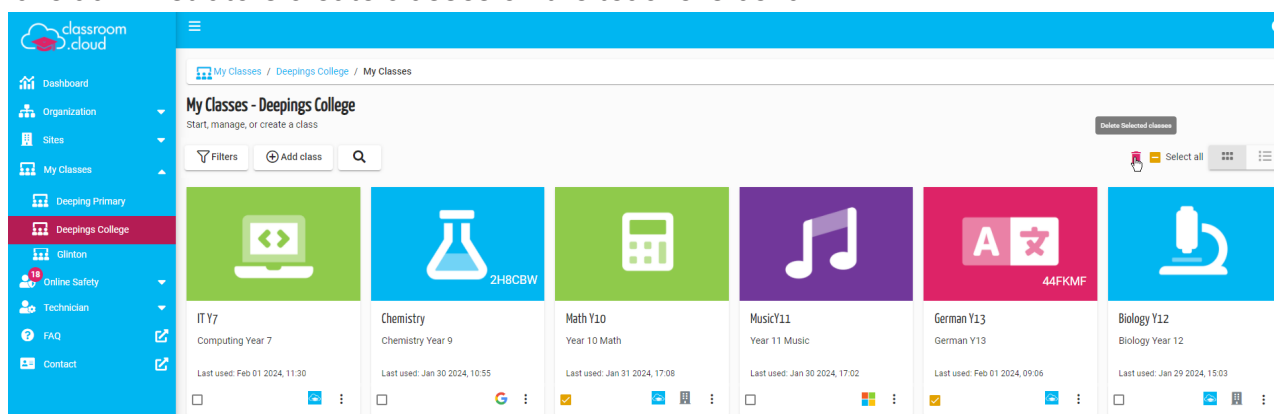 classroom
.cloud
My Classes / Deepings College / My Classes
Dashboard
Organization
Sites
My Classes
Deeping Primary
Deepings College
Glinton
18
Online Safety
Technician
FAQ
Contact
My Classes - Deepings College
Start, manage, or create a class
Delete Selected classes
Filters
Add class
Select all
2H8CBW
A 文
44FKMF
IT Y7
Computing Year 7
Last used: Feb 01 2024, 11:30
Chemistry
Chemistry Year 9
Last used: Jan 30 2024, 10:55
G
Math Y10
Year 10 Math
Last used: Jan 31 2024, 17:08
MusicY11
Year 11 Music
Last used: Jan 30 2024, 17:02
German Y13
German Y13
Last used: Feb 01 2024, 09:06
Biology Y12
Biology Year 12
Last used: Jan 29 2024, 15:03